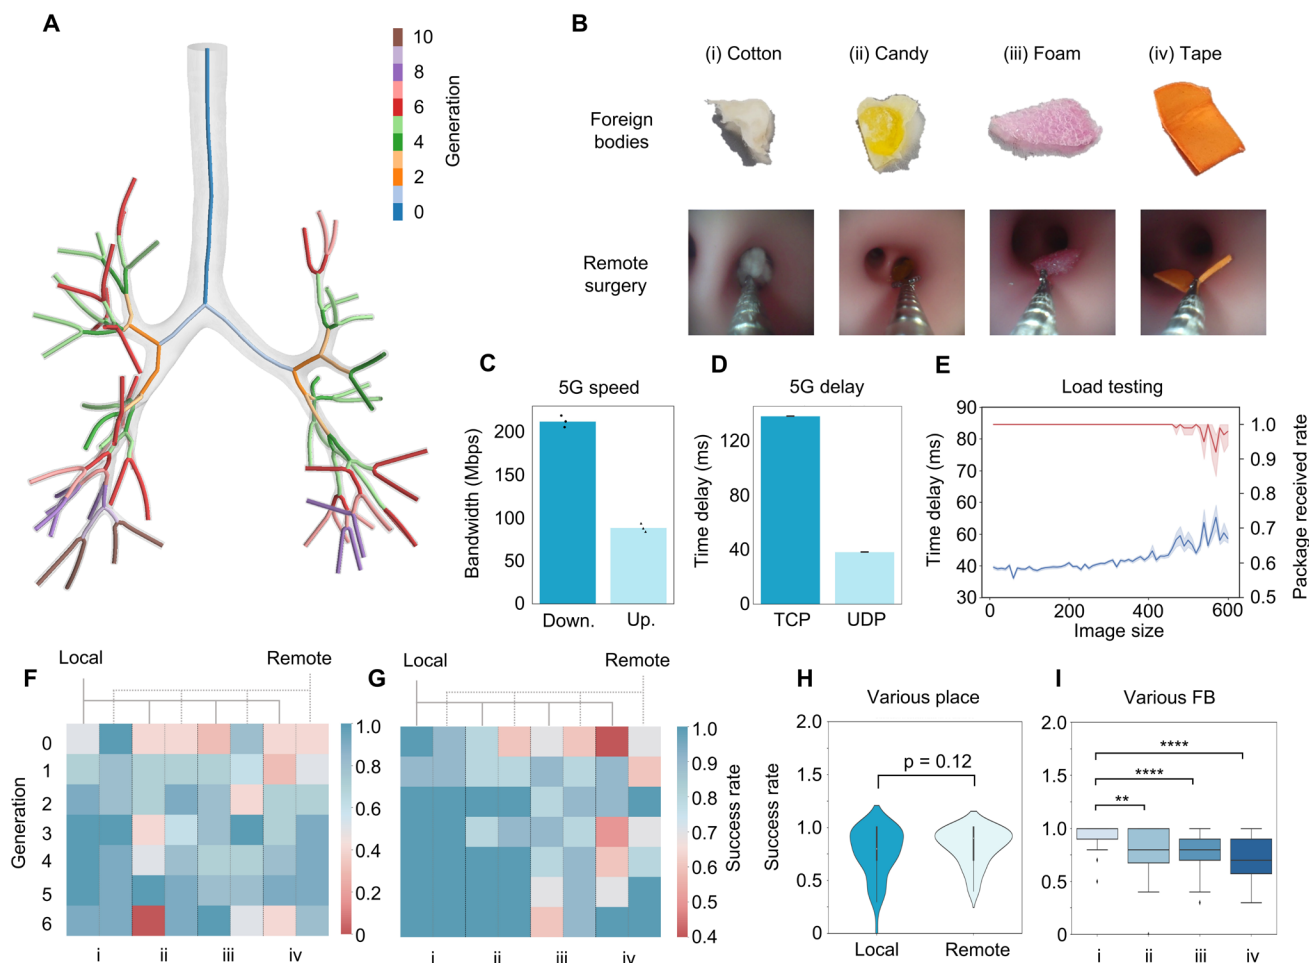 A
10
8
6
4
2
0
Generation
B
(i) Cotton
(ii) Candy
(iii) Foam
(iv) Tape
Foreign
bodies
Remote
surgery
C
5G speed
Bandwidth (Mbps)
200
150
100
50
0
Down.
Up.
D
5G delay
Time delay (ms)
120
80
40
0
TCP
UDP
E
Load testing
Time delay (ms)
90
80
70
60
50
40
30
0
200
400
600
Image size
1.0
0.9
0.8
0.7
0.6
0.5
Package received rate
F
Local
Remote
Generation
0
1
2
3
4
5
6
i
ii
iii
iv
1.0
0.8
0.6
0.4
0.2
0
G
Local
Remote
i
ii
iii
iv
1.0
0.9
0.8
0.7
0.6
0.5
0.4
Success rate
H
Various place
Success rate
2.0
1.5
1.0
0.5
0
p = 0.12
Local
Remote
I
Various FB
2.0
1.5
1.0
0.5
0
****
****
**
i
ii
iii
iv